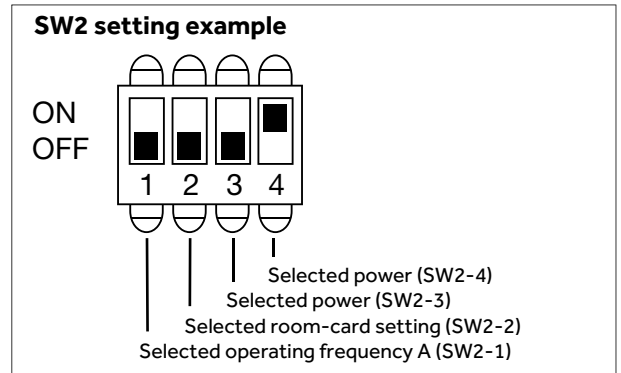 SW2 setting example
ON
OFF
1 2 3 4
Selected power (SW2-4)
Selected power (SW2-3)
Selected room-card setting (SW2-2)
Selected operating frequency A (SW2-1)